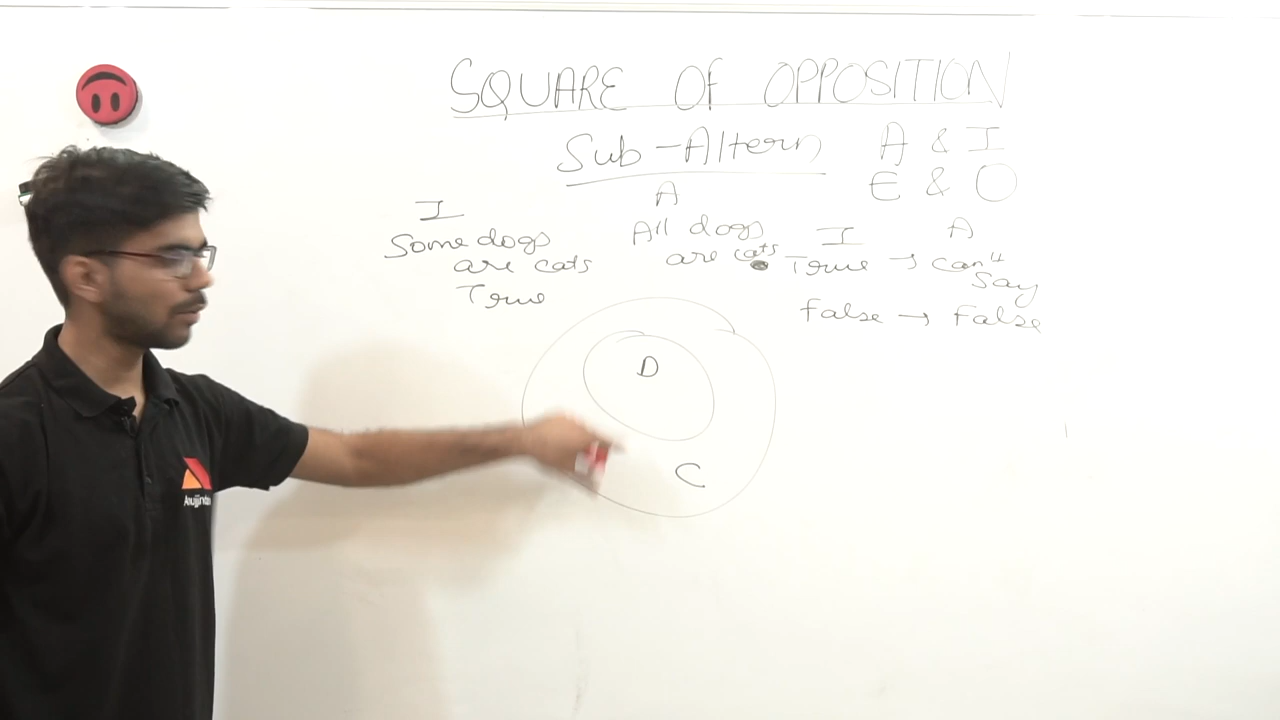 SQUARE OF OPPOSITION
Sub-Altern A & I
E & O
I
Some dogs
are cats
True
A
All dogs
are cats
I A
True → can't
Say
false → false
D
C
Anujjindal